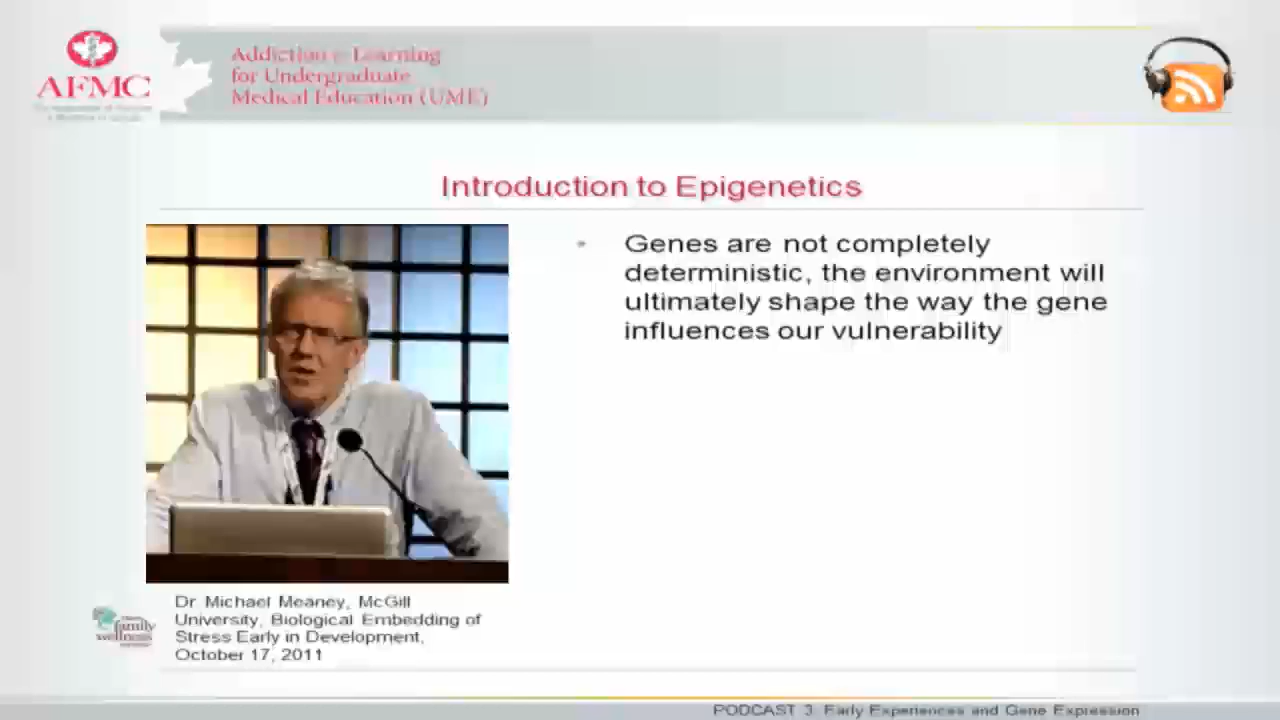 AFMC
Addiction e-Learning
for Undergraduate
Medical Education (UME)
Introduction to Epigenetics
• Genes are not completely
deterministic, the environment will
ultimately shape the way the gene
influences our vulnerability
Dr. Michael Meaney, McGill
University, Biological Embedding of
Stress Early in Development,
October 17, 2011
family
wellness
PODCAST 3: Early Experiences and Gene Expression